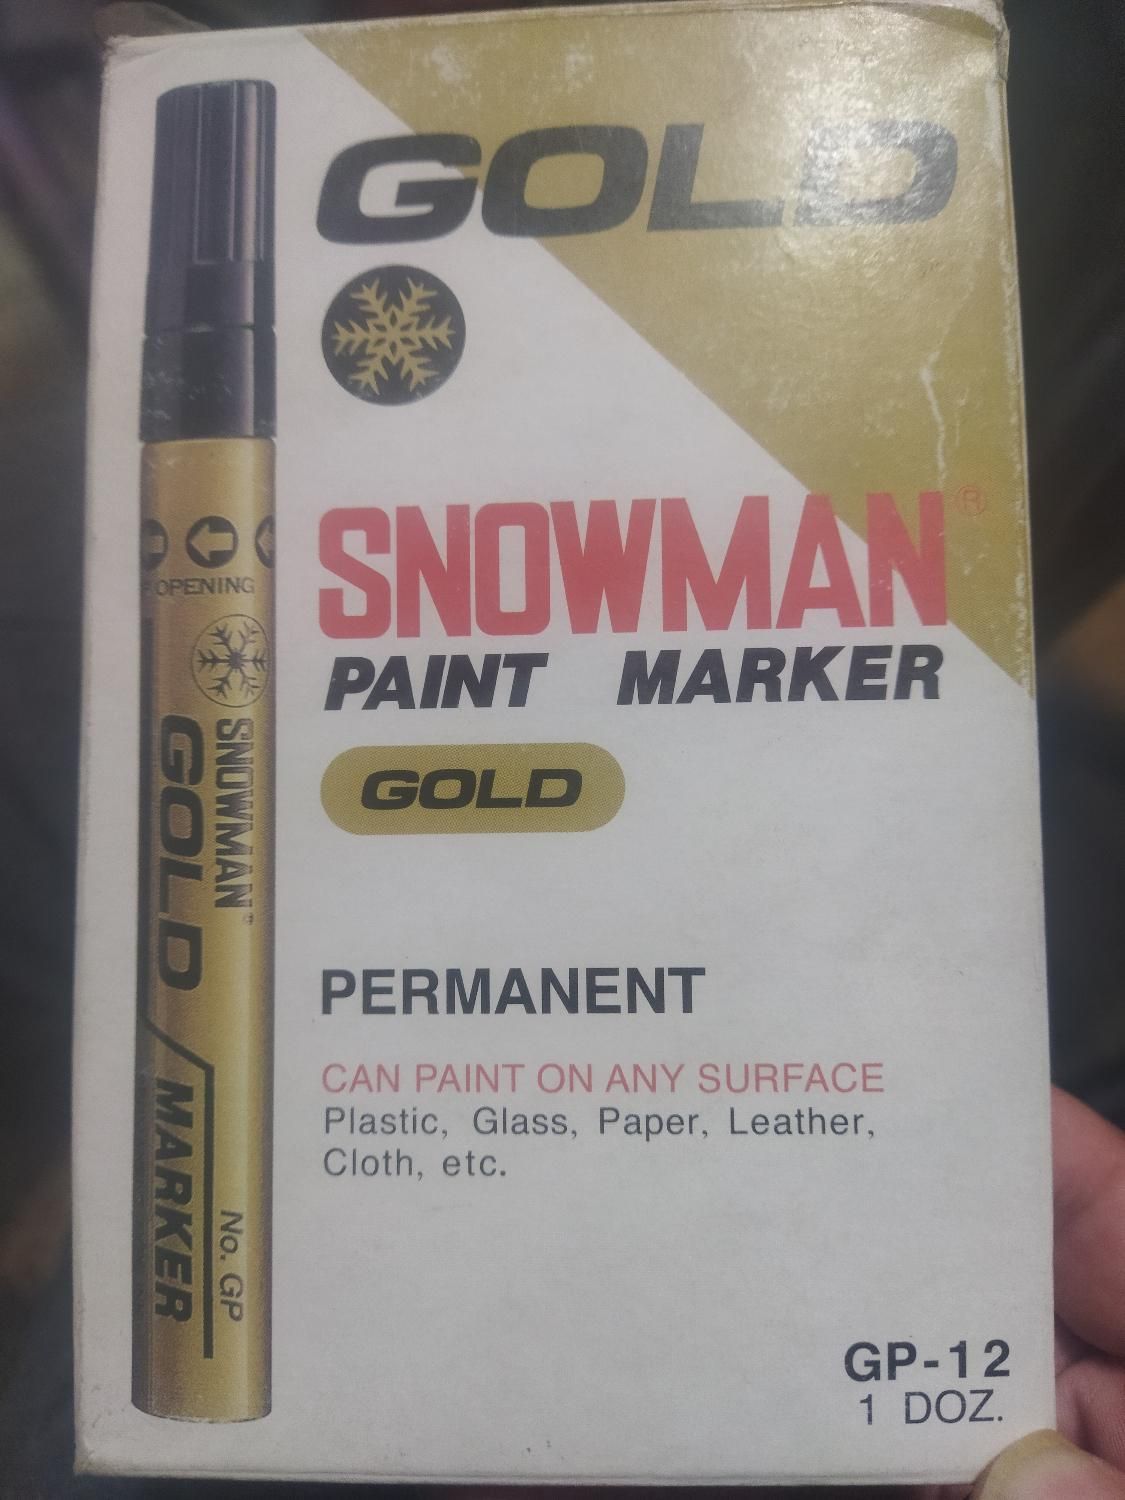 GOLD
SNOWMAN®
PAINT MARKER
GOLD
PERMANENT
CAN PAINT ON ANY SURFACE
Plastic, Glass, Paper, Leather,
Cloth, etc.
GP-12
1 DOZ.
OPENING
SNOWMAN®
GOLD
MARKER
No. GP